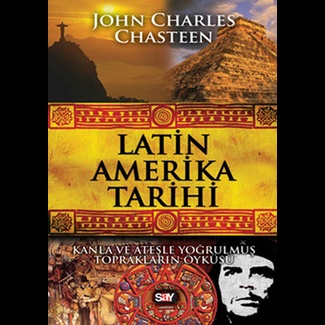 JOHN CHARLES
CHASTEEN
LATİN
AMERİKA
TARİHİ
KANLA VE ATEŞLE YOĞRULMUŞ
TOPRAKLARIN ÖYKÜSÜ
SAY